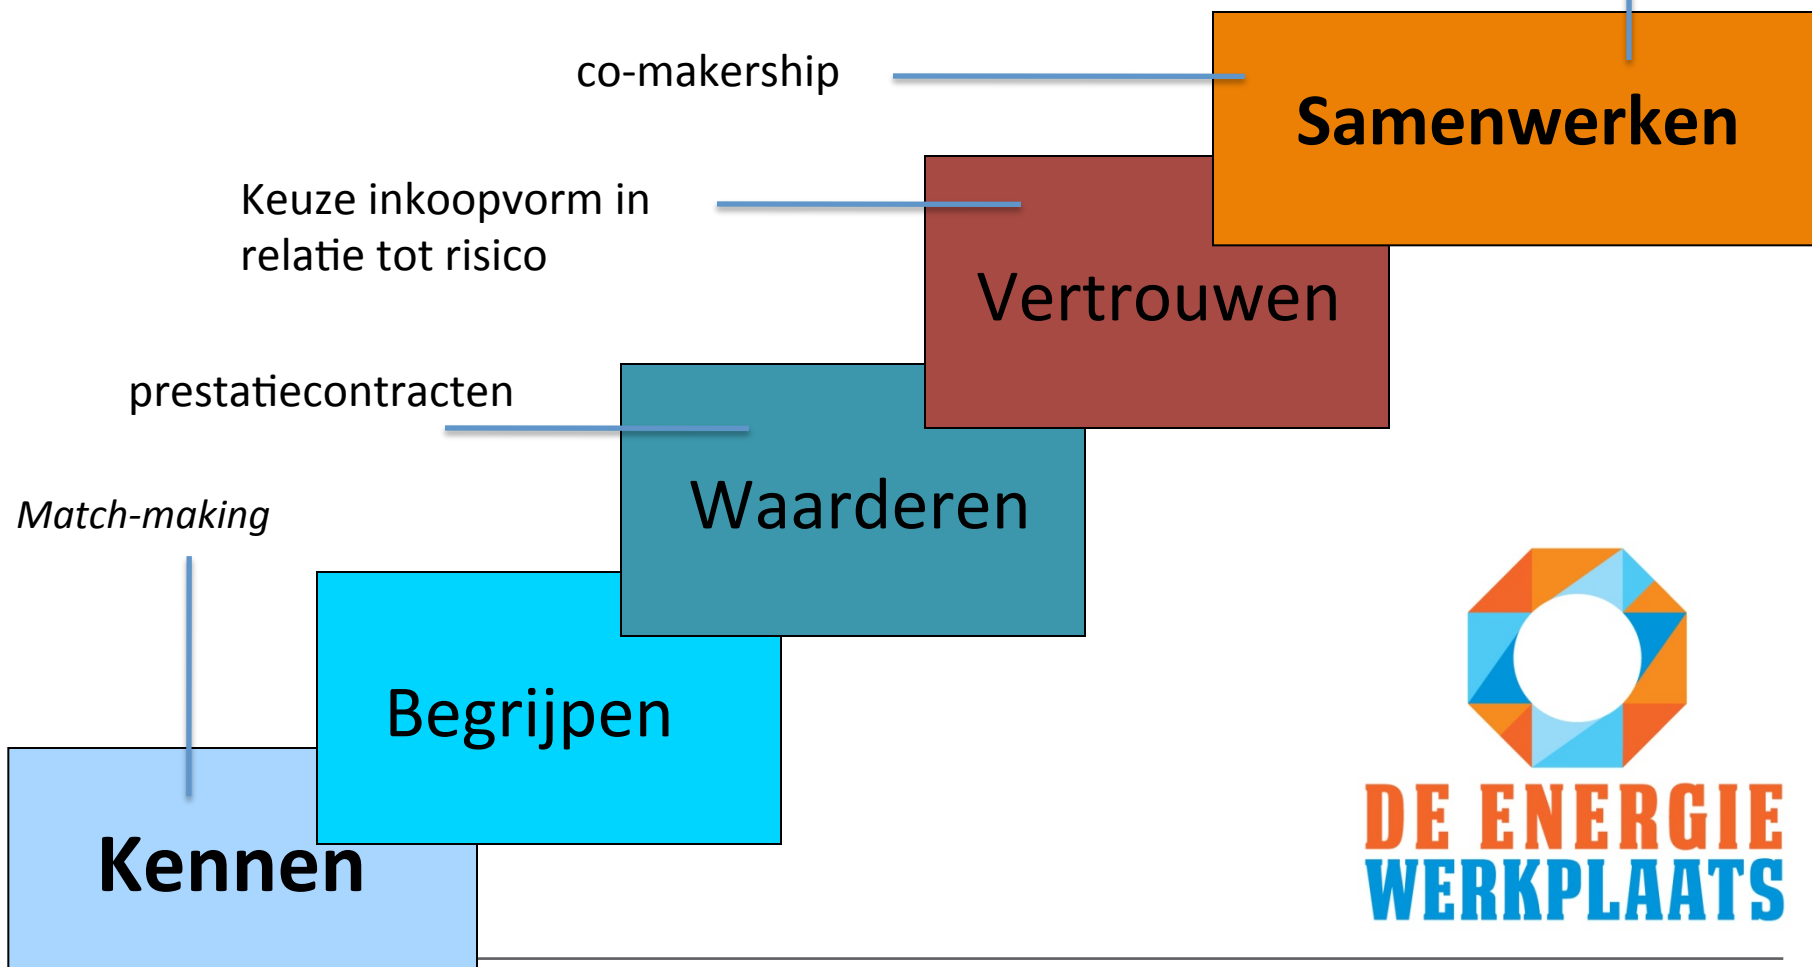 co-makership
Samenwerken
Keuze inkoopvorm in
relatie tot risico
Vertrouwen
prestatiecontracten
Waarderen
Match-making
Begrijpen
Kennen
DE ENERGIE
WERKPLAATS